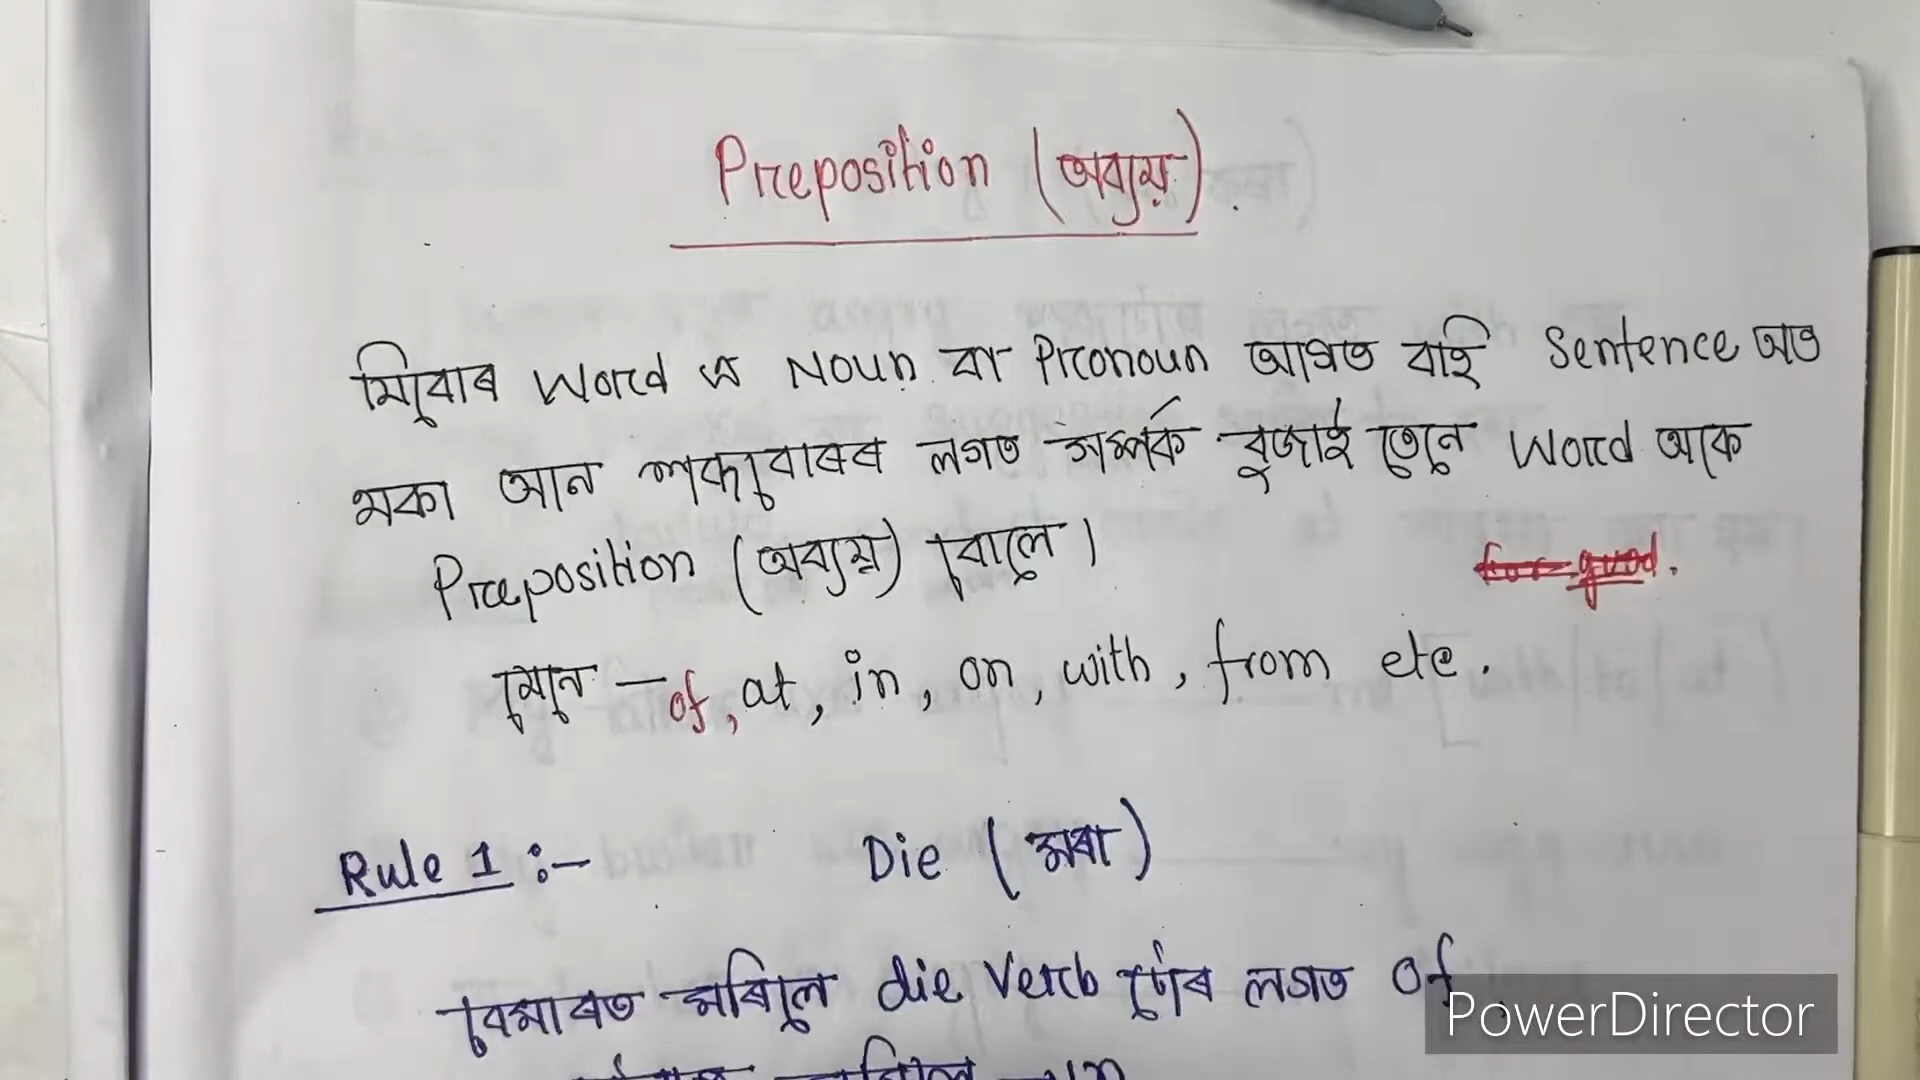 Preposition (অব্যয়).
যিবোৰ Word এ Noun বা Pronoun আগত বহি Sentence অত
থকা আন শব্দবোৰৰ লগত সম্পৰ্ক বুজাই তেনে Word অকে
Preposition (অব্যয়) বোলে।
for good.
যেনে — of, at, in, on, with, from etc.
Rule 1 :- Die (মৰা)
বেমাৰত মৰিলে die Verb টোৰ লগত Of
PowerDirector